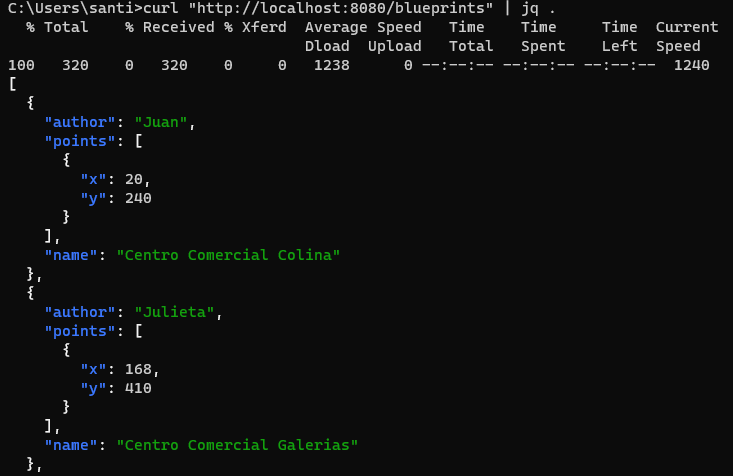 C:\Users\santi>curl "http://localhost:8080/blueprints" | jq .
  % Total    % Received % Xferd  Average Speed   Time    Time     Time  Current
                                 Dload  Upload   Total   Spent    Left  Speed
100   320    0   320    0     0   1238      0 --:--:-- --:--:-- --:--:--  1240
[
  {
    "author": "Juan",
    "points": [
      {
        "x": 20,
        "y": 240
      }
    ],
    "name": "Centro Comercial Colina"
  },
  {
    "author": "Julieta",
    "points": [
      {
        "x": 168,
        "y": 410
      }
    ],
    "name": "Centro Comercial Galerias"
  },